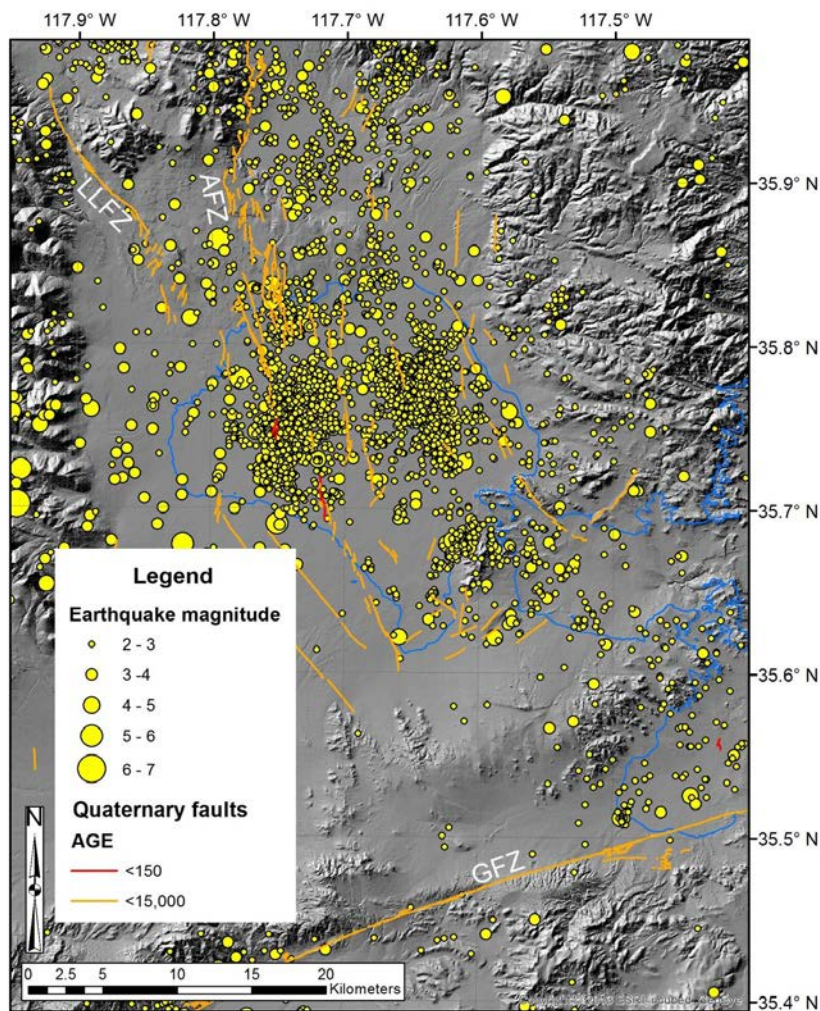 117.9° W 117.8° W 117.7° W 117.6° W 117.5° W
35.9° N
LLFZ
AFZ
35.8° N
35.7° N
Legend
Earthquake magnitude
2 - 3
3 -4
4 - 5
5 - 6
6 - 7
Quaternary faults
AGE
<150
<15,000
35.6° N
35.5° N
GFZ
N
0 2.5 5 10 15 20
Kilometers
35.4° N